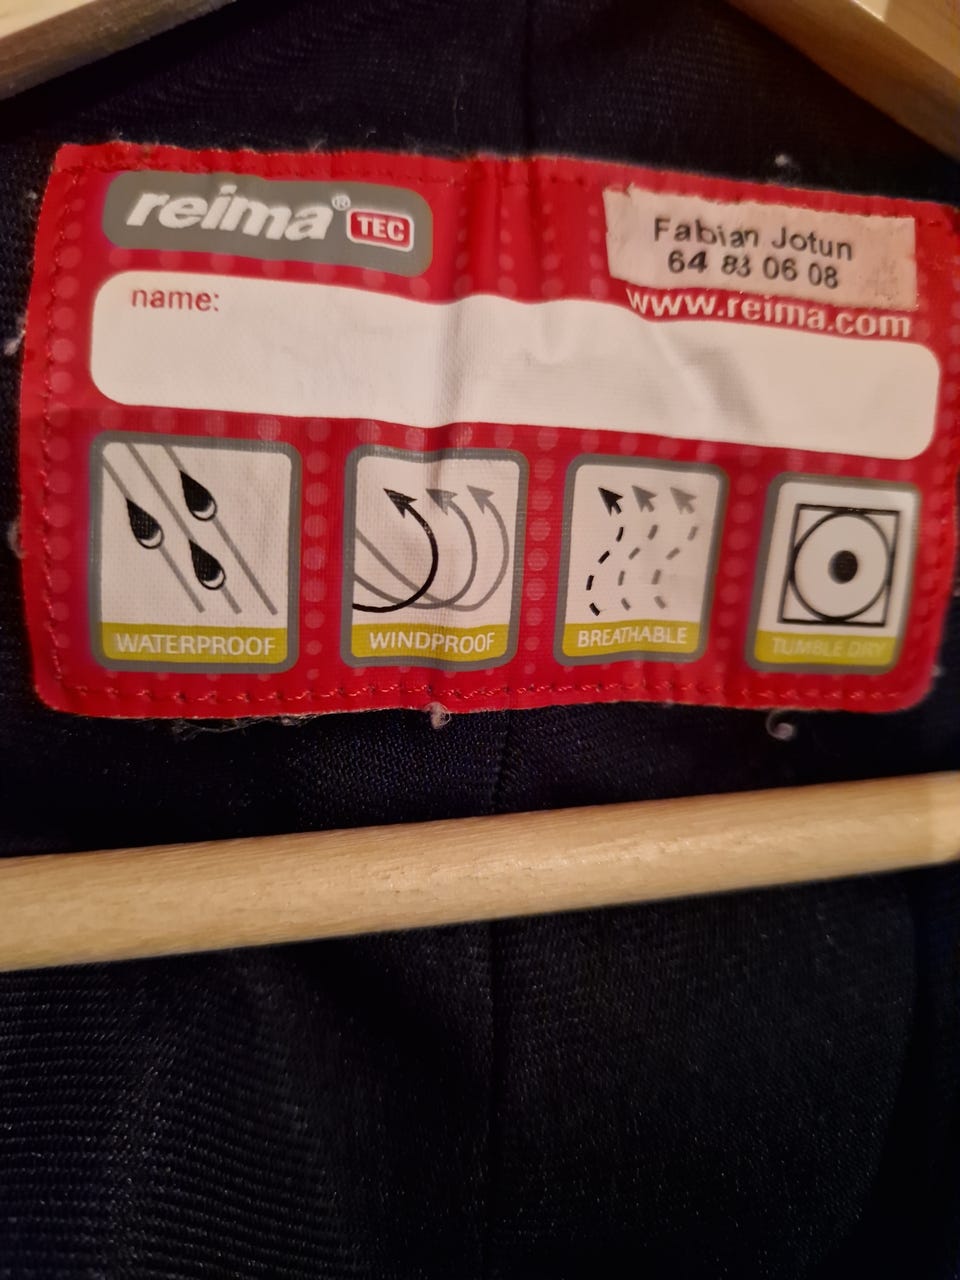 reima® TEC
Fabian Jotun
64 83 06 08
www.reima.com
name:
WATERPROOF
WINDPROOF
BREATHABLE
TUMBLE DRY